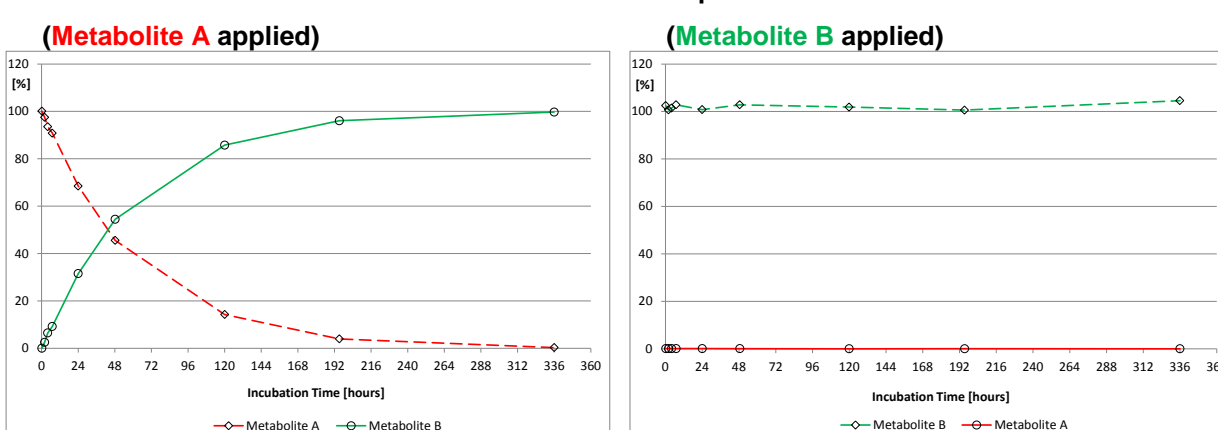 (Metabolite A applied)
120
[%]
100
80
60
40
20
0
0 24 48 72 96 120 144 168 192 216 240 264 288 312 336 360
Incubation Time [hours]
Metabolite A Metabolite B
(Metabolite B applied)
120
[%]
100
80
60
40
20
0
0 24 48 72 96 120 144 168 192 216 240 264 288 312 336
Incubation Time [hours]
Metabolite B Metabolite A